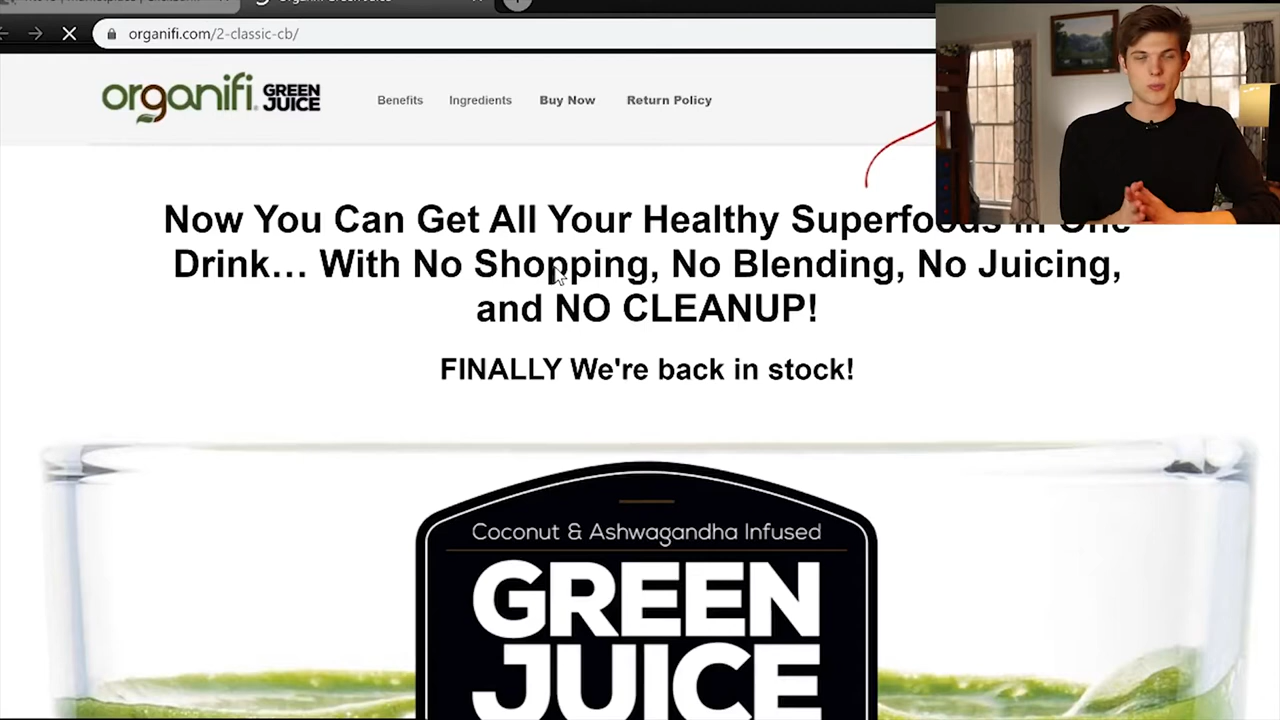 organifi.com/2-classic-cb/
organifi GREEN JUICE
Benefits Ingredients Buy Now Return Policy
Now You Can Get All Your Healthy Superfoods in One
Drink… With No Shopping, No Blending, No Juicing,
and NO CLEANUP!
FINALLY We're back in stock!
Coconut & Ashwagandha Infused
GREEN
JUICE